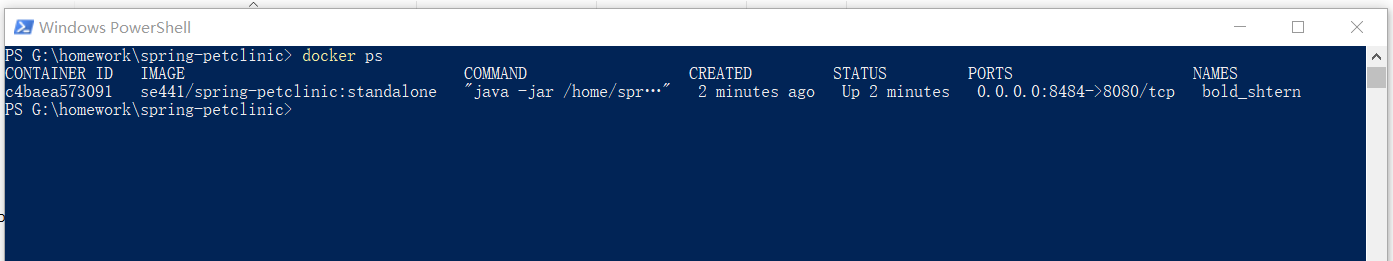 Windows PowerShell
PS G:\homework\spring-petclinic> docker ps
CONTAINER ID   IMAGE                             COMMAND                  CREATED         STATUS         PORTS                    NAMES
c4baea573091   se441/spring-petclinic:standalone   "java -jar /home/spr…"   2 minutes ago   Up 2 minutes   0.0.0.0:8484->8080/tcp   bold_shtern
PS G:\homework\spring-petclinic>